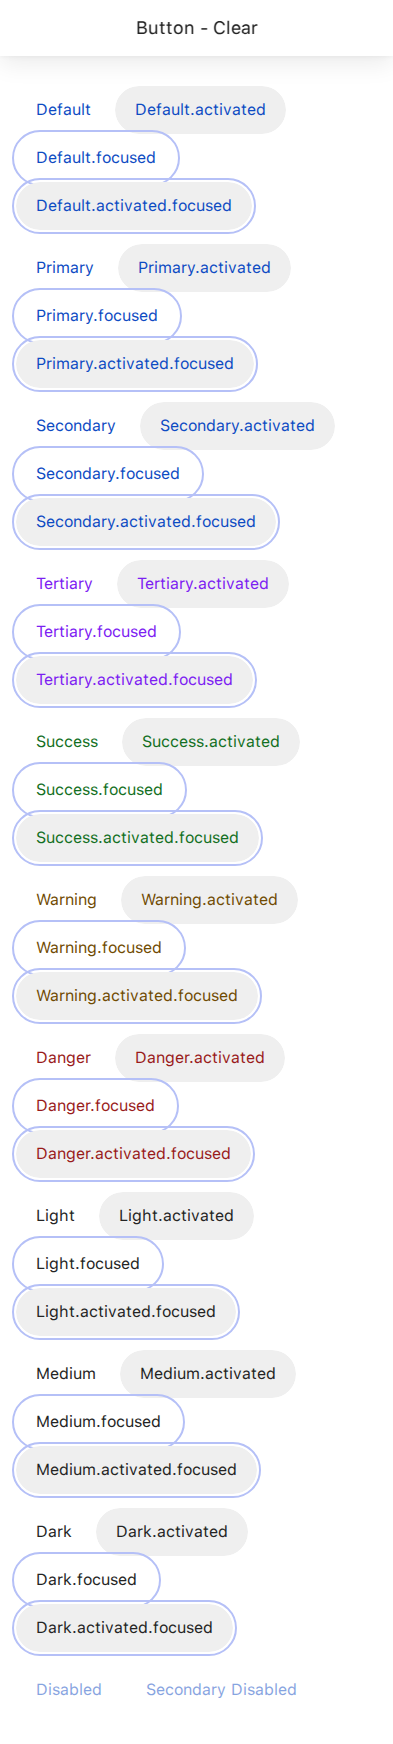 Button - Clear
Default Default.activated
Default.focused
Default.activated.focused
Primary Primary.activated
Primary.focused
Primary.activated.focused
Secondary Secondary.activated
Secondary.focused
Secondary.activated.focused
Tertiary Tertiary.activated
Tertiary.focused
Tertiary.activated.focused
Success Success.activated
Success.focused
Success.activated.focused
Warning Warning.activated
Warning.focused
Warning.activated.focused
Danger Danger.activated
Danger.focused
Danger.activated.focused
Light Light.activated
Light.focused
Light.activated.focused
Medium Medium.activated
Medium.focused
Medium.activated.focused
Dark Dark.activated
Dark.focused
Dark.activated.focused
Disabled Secondary Disabled